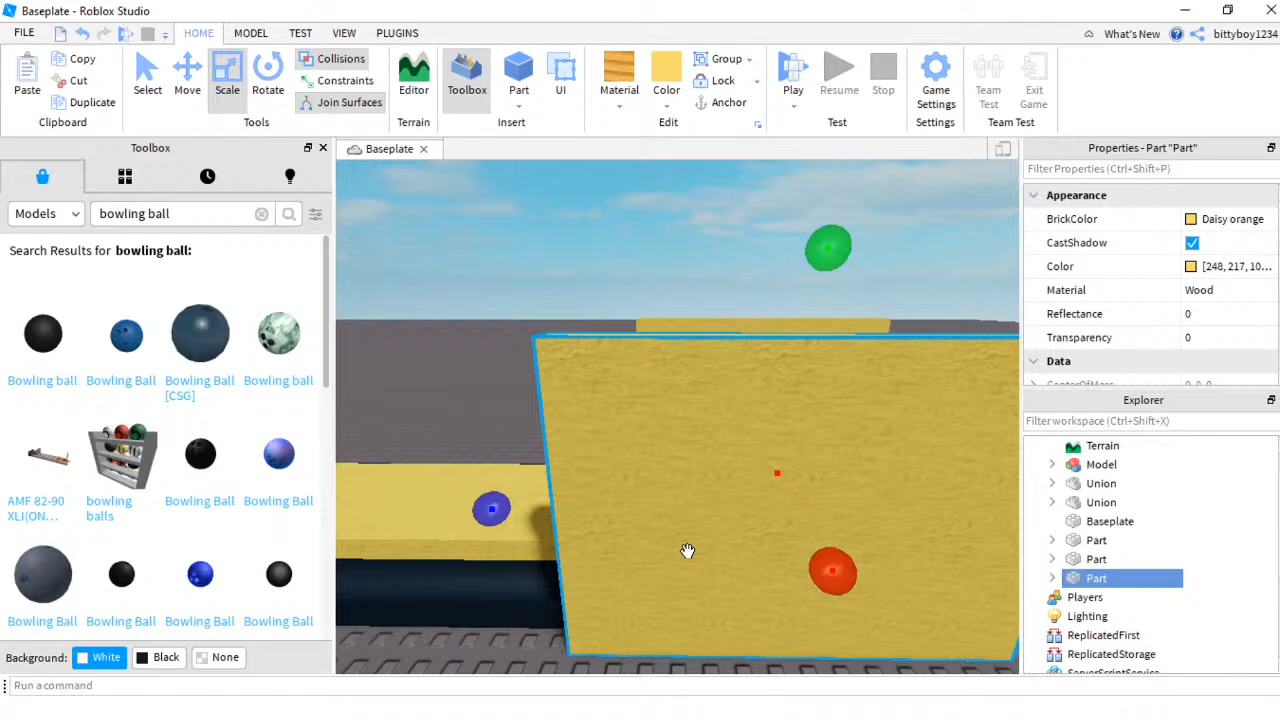 Baseplate - Roblox Studio
FILE HOME MODEL TEST VIEW PLUGINS What's New bittyboy1234
Paste Copy Cut Duplicate Clipboard
Select Move Scale Rotate Collisions Constraints Join Surfaces Tools
Editor Terrain
Toolbox Part UI Insert
Material Color Group Lock Anchor Edit
Play Resume Stop Test
Game Settings Settings
Team Test Exit Game Team Test
Toolbox
Baseplate
Models bowling ball
Search Results for bowling ball:
Bowling ball Bowling Ball Bowling Ball [CSG] Bowling ball
AMF 82-90 XLI(ON... bowling balls Bowling Ball Bowling Ball
Bowling Ball Bowling Ball Bowling Ball Bowling Ball
Background: White Black None
Run a command
Properties - Part "Part"
Filter Properties (Ctrl+Shift+P)
Appearance
BrickColor Daisy orange
CastShadow
Color [248, 217, 10...
Material Wood
Reflectance 0
Transparency 0
Data
CenterOfMass 0, 0, 0
Explorer
Filter workspace (Ctrl+Shift+X)
Terrain
Model
Union
Union
Baseplate
Part
Part
Part
Players
Lighting
ReplicatedFirst
ReplicatedStorage
ServerScriptService